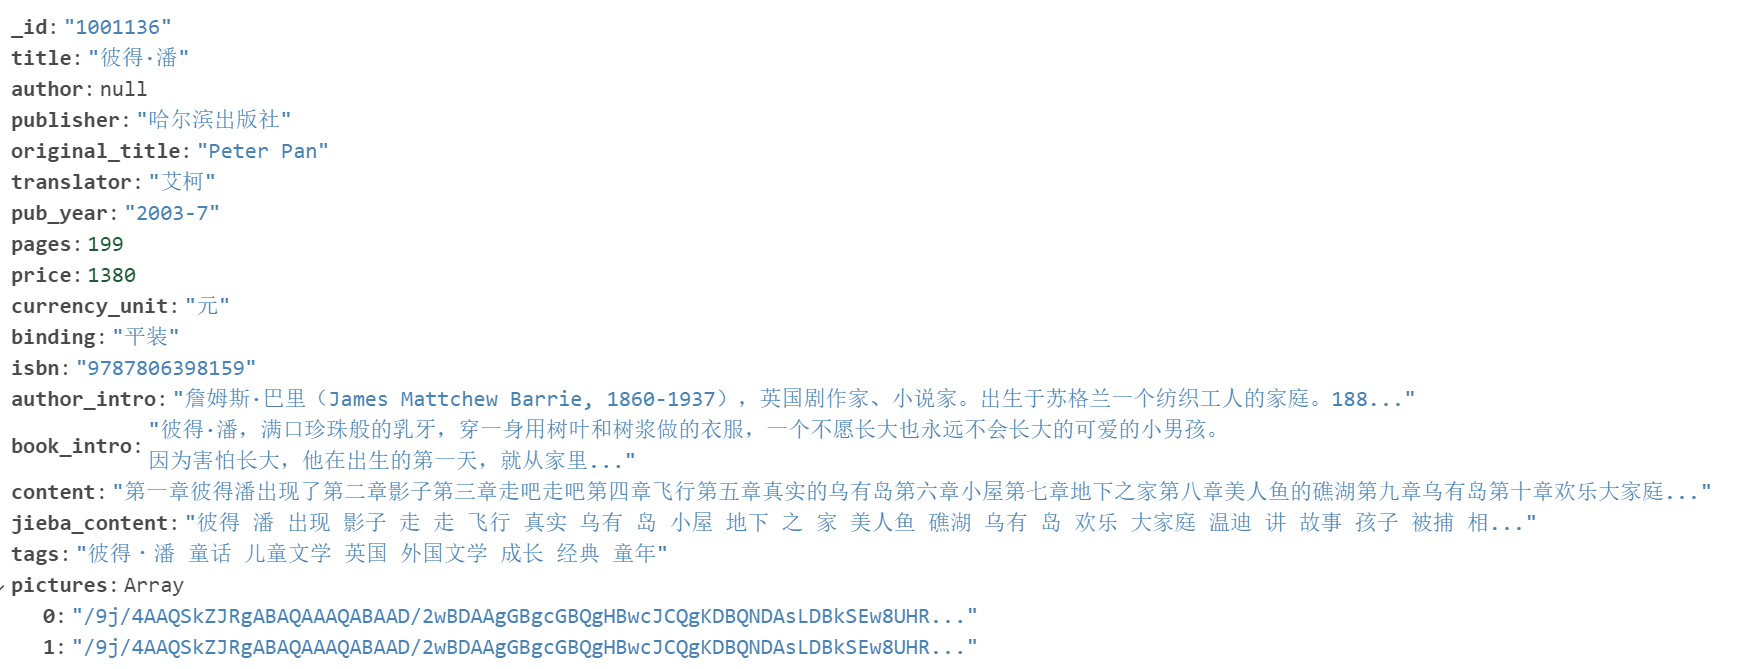 _id: "1001136"
title: "彼得·潘"
author: null
publisher: "哈尔滨出版社"
original_title: "Peter Pan"
translator: "艾柯"
pub_year: "2003-7"
pages: 199
price: 1380
currency_unit: "元"
binding: "平装"
isbn: "9787806398159"
author_intro: "詹姆斯·巴里（James Mattchew Barrie, 1860-1937），英国剧作家、小说家。出生于苏格兰一个纺织工人的家庭。188..."
book_intro: "彼得·潘，满口珍珠般的乳牙，穿一身用树叶和树浆做的衣服，一个不愿长大也永远不会长大的可爱的小男孩。
因为害怕长大，他在出生的第一天，就从家里..."
content: "第一章彼得潘出现了第二章影子第三章走吧走吧第四章飞行第五章真实的乌有岛第六章小屋第七章地下之家第八章美人鱼的礁湖第九章乌有岛第十章欢乐大家庭..."
jieba_content: "彼得 潘 出现 影子 走 走 飞行 真实 乌有 岛 小屋 地下 之 家 美人鱼 礁湖 乌有 岛 欢乐 大家庭 温迪 讲 故事 孩子 被捕 相..."
tags: "彼得·潘 童话 儿童文学 英国 外国文学 成长 经典 童年"
pictures: Array
0: "/9j/4AAQSkZJRgABAQAAAQABAAD/2wBDAAgGBgcGBQgHBwcJCQgKDBQNDAsLDBkSEw8UHR..."
1: "/9j/4AAQSkZJRgABAQAAAQABAAD/2wBDAAgGBgcGBQgHBwcJCQgKDBQNDAsLDBkSEw8UHR..."